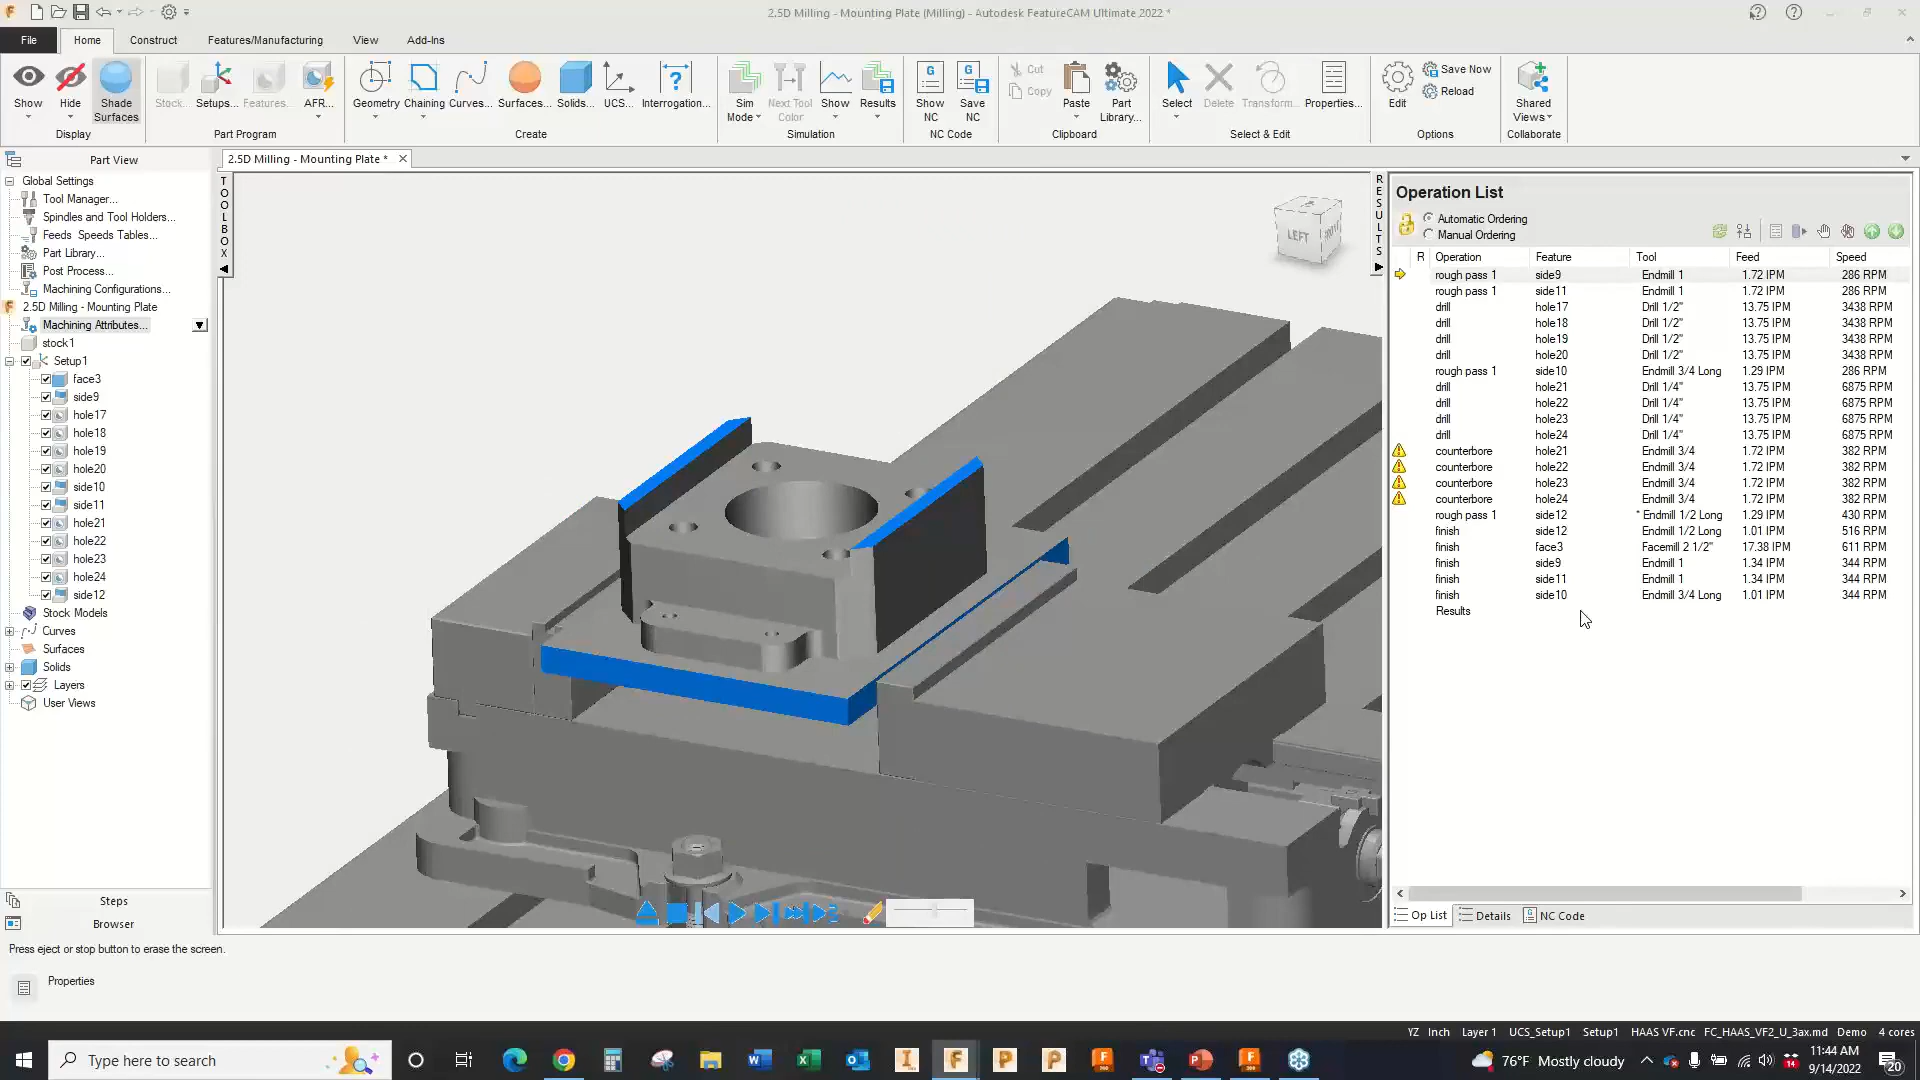 2.5D Milling - Mounting Plate (Milling) - Autodesk FeatureCAM Ultimate 2022 *
File Home Construct Features/Manufacturing View Add-Ins
Show Hide Shade Surfaces Stock... Setups... Features... AFR... Geometry Chaining Curves... Surfaces... Solids... UCS... Interrogation... Sim Mode Next Tool Color Show Results Show NC Save NC Cut Copy Paste Part Library... Select Delete Transform... Properties... Edit Save Now Reload Shared Views
Display Part Program Create Simulation NC Code Clipboard Select & Edit Options Collaborate
Part View
2.5D Milling - Mounting Plate *
Global Settings
Tool Manager...
Spindles and Tool Holders...
Feeds Speeds Tables...
Part Library...
Post Process...
Machining Configurations...
2.5D Milling - Mounting Plate
Machining Attributes...
stock1
Setup1
face3
side9
hole17
hole18
hole19
hole20
side10
side11
hole21
hole22
hole23
hole24
side12
Stock Models
Curves
Surfaces
Solids
Layers
User Views
Steps
Browser
TOOLBOX
LEFT
RESULTS
Operation List
Automatic Ordering
Manual Ordering
R Operation Feature Tool Feed Speed
rough pass 1 side9 Endmill 1 1.72 IPM 286 RPM
rough pass 1 side11 Endmill 1 1.72 IPM 286 RPM
drill hole17 Drill 1/2" 13.75 IPM 3438 RPM
drill hole18 Drill 1/2" 13.75 IPM 3438 RPM
drill hole19 Drill 1/2" 13.75 IPM 3438 RPM
drill hole20 Drill 1/2" 13.75 IPM 3438 RPM
rough pass 1 side10 Endmill 3/4 Long 1.29 IPM 286 RPM
drill hole21 Drill 1/4" 13.75 IPM 6875 RPM
drill hole22 Drill 1/4" 13.75 IPM 6875 RPM
drill hole23 Drill 1/4" 13.75 IPM 6875 RPM
drill hole24 Drill 1/4" 13.75 IPM 6875 RPM
counterbore hole21 Endmill 3/4 1.72 IPM 382 RPM
counterbore hole22 Endmill 3/4 1.72 IPM 382 RPM
counterbore hole23 Endmill 3/4 1.72 IPM 382 RPM
counterbore hole24 Endmill 3/4 1.72 IPM 382 RPM
rough pass 1 side12 * Endmill 1/2 Long 1.29 IPM 430 RPM
finish side12 Endmill 1/2 Long 1.01 IPM 516 RPM
finish face3 Facemill 2 1/2" 17.38 IPM 611 RPM
finish side9 Endmill 1 1.34 IPM 344 RPM
finish side11 Endmill 1 1.34 IPM 344 RPM
finish side10 Endmill 3/4 Long 1.01 IPM 344 RPM
Results
Op List Details NC Code
Press eject or stop button to erase the screen.
Properties
YZ Inch Layer 1 UCS_Setup1 Setup1 HAAS VF.cnc FC_HAAS_VF2_U_3ax.md Demo 4 cores
Type here to search
76°F Mostly cloudy
11:44 AM
9/14/2022
20